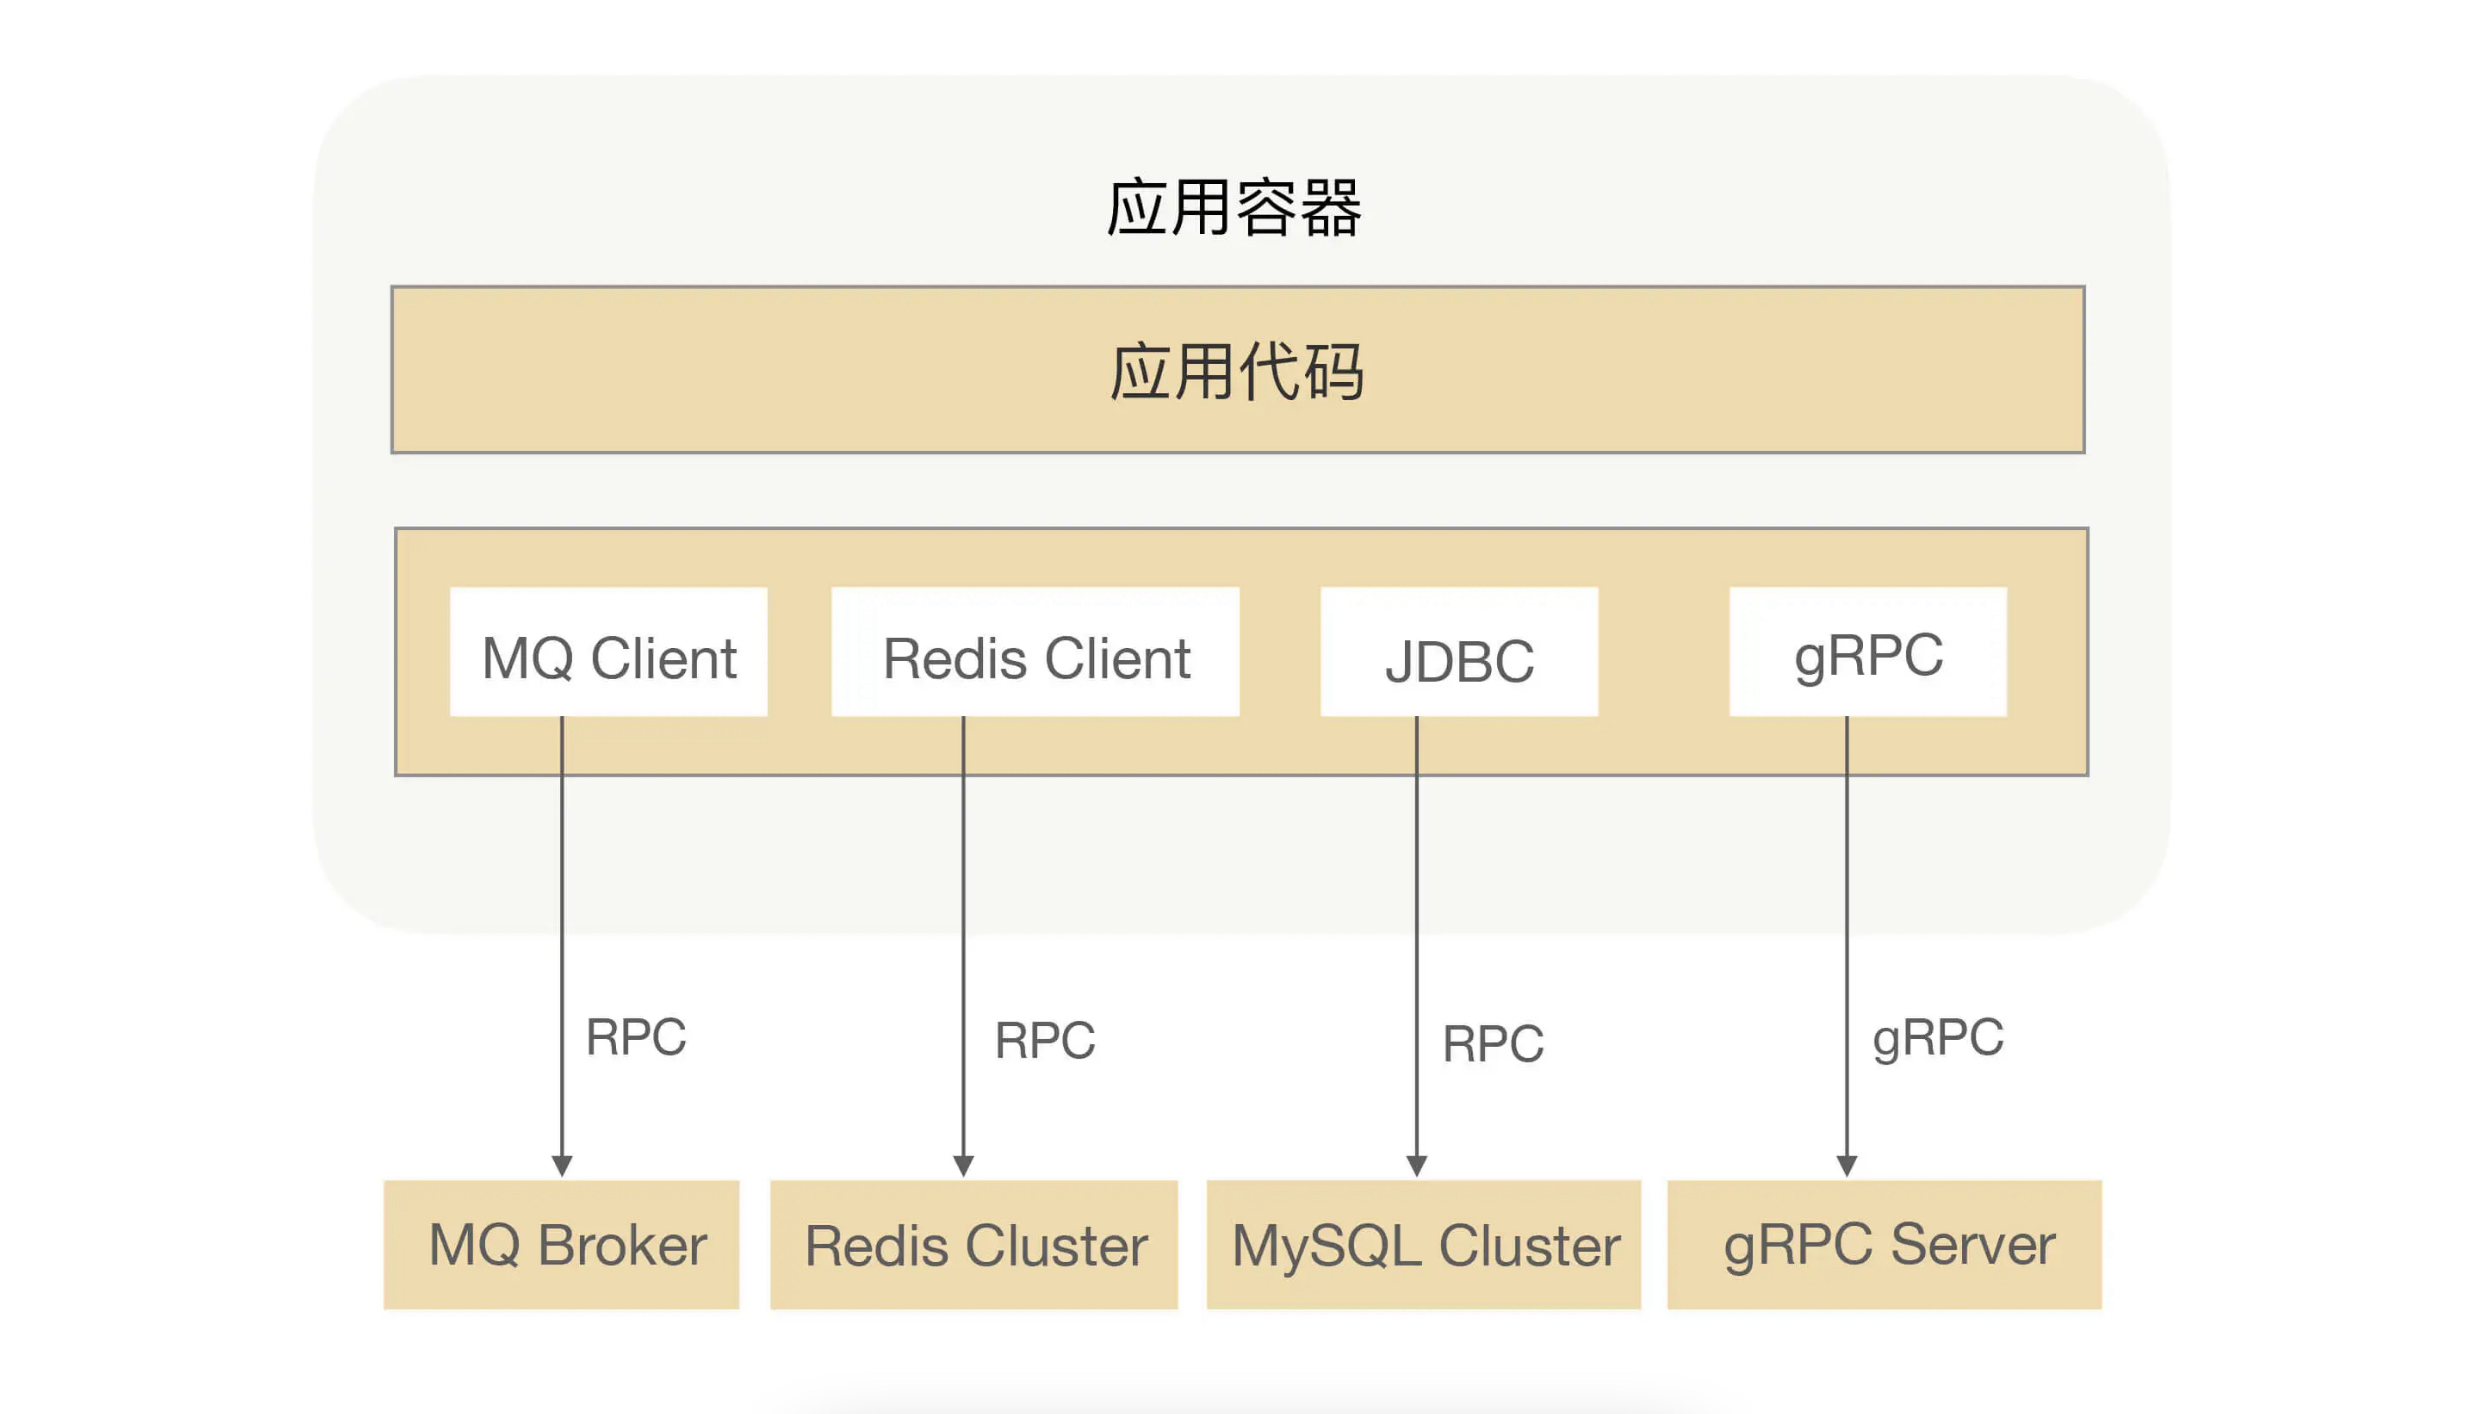 应用容器
应用代码
MQ Client
Redis Client
JDBC
gRPC
RPC
RPC
RPC
gRPC
MQ Broker
Redis Cluster
MySQL Cluster
gRPC Server